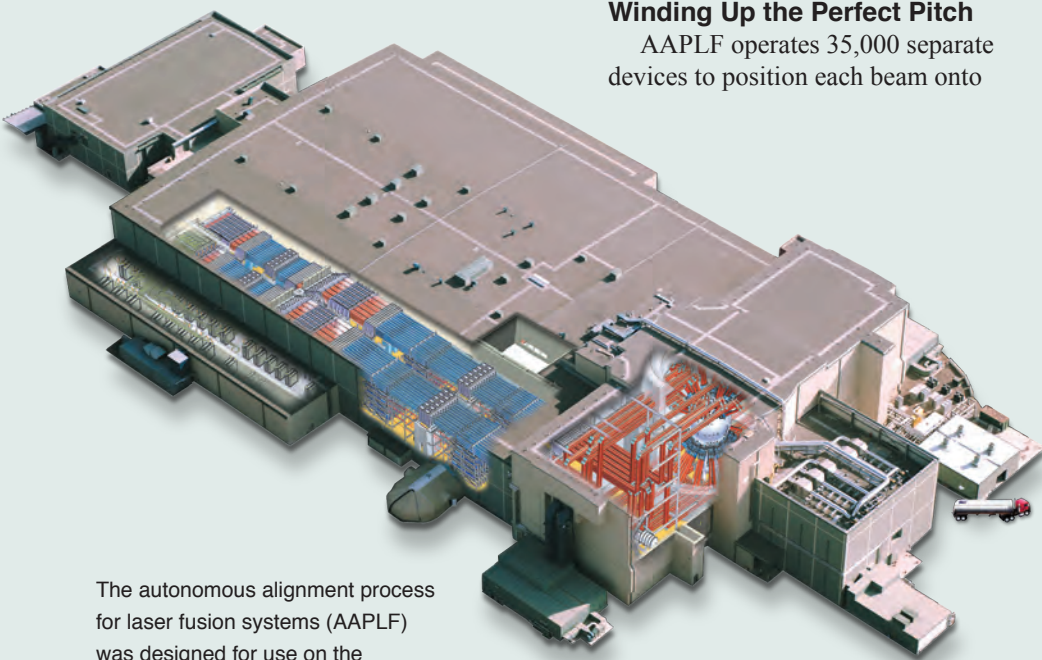 Winding Up the Perfect Pitch
AAPLF operates 35,000 separate
devices to position each beam onto
The autonomous alignment process
for laser fusion systems (AAPLF)
was designed for use on the